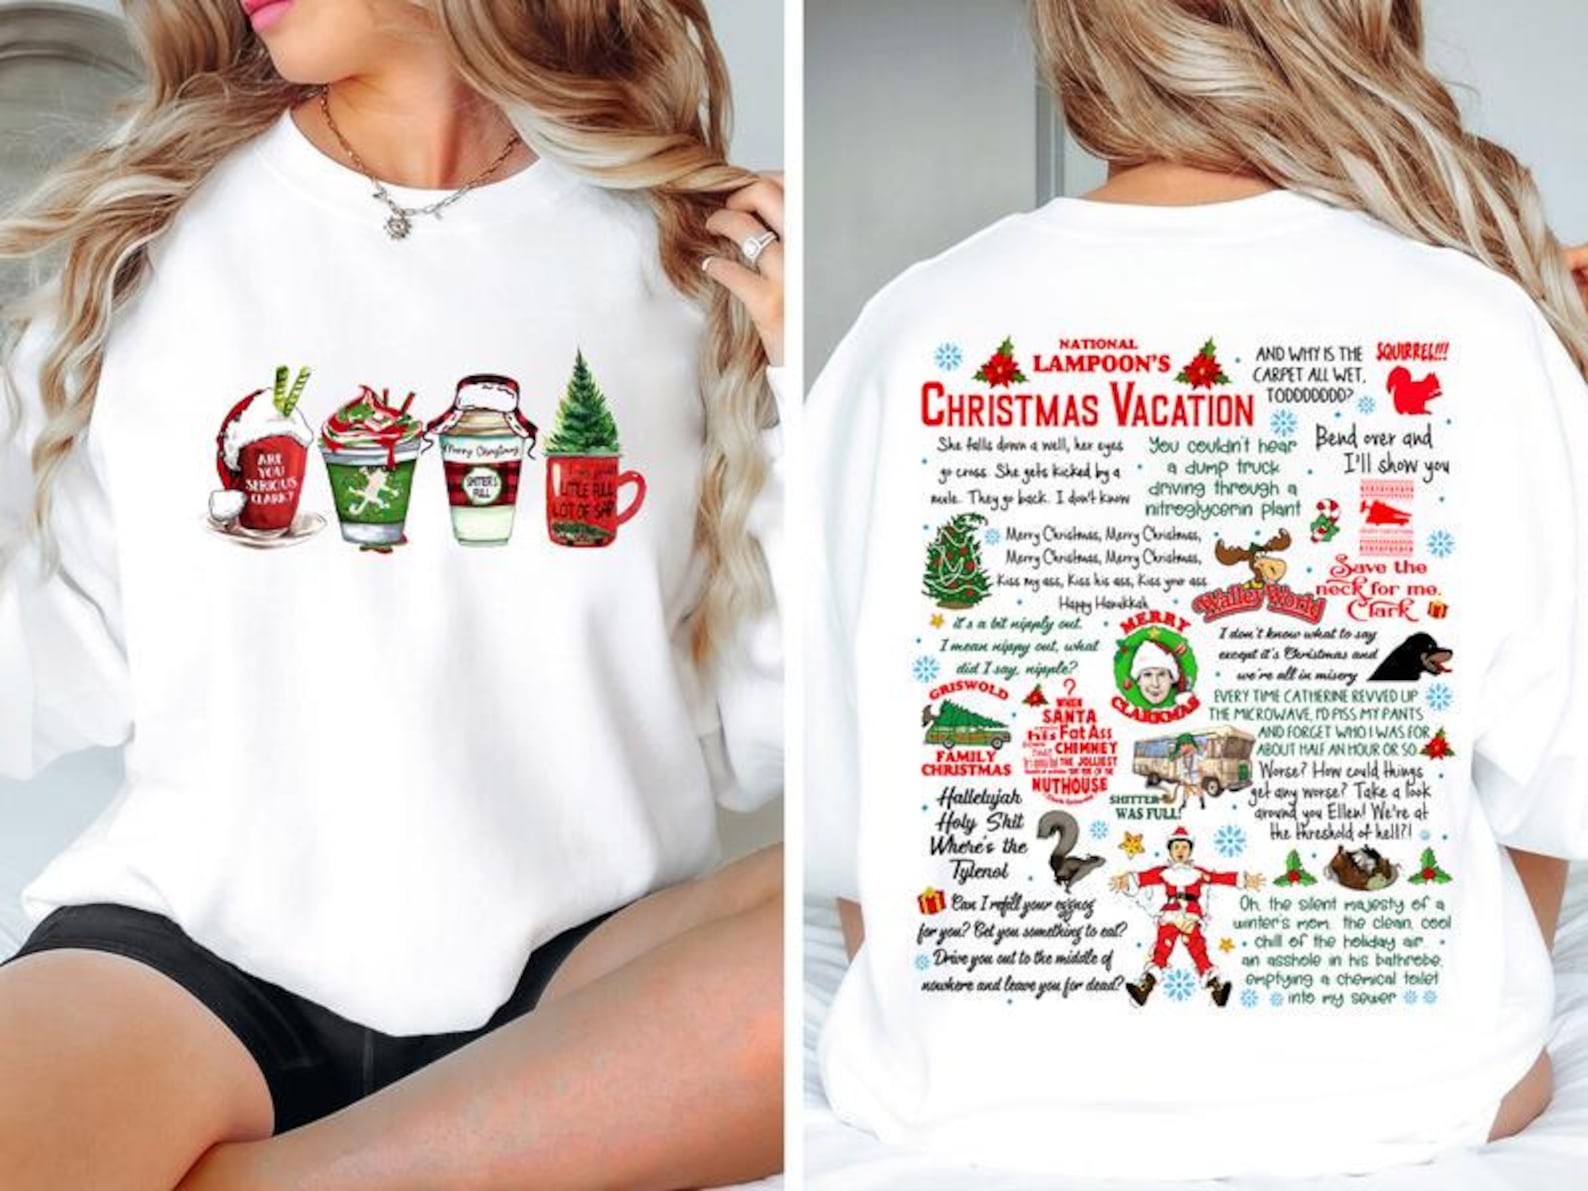 ARE
YOU
SERIOUS
CLARK?
Merry Christmas
SHITTER'S
FULL
LITTLE FULL
LOT OF SAP
NATIONAL
LAMPOON'S
CHRISTMAS VACATION
AND WHY IS THE
CARPET ALL WET,
TODDDDDDD?
SQUIRREL!!!
She falls down a well, her eyes
go cross. She gets kicked by a
mule. They go back. I don't know
You couldn't hear
a dump truck
driving through a
nitroglycerin plant
Bend over and
I'll show you
Merry Christmas, Merry Christmas,
Merry Christmas, Merry Christmas,
Kiss my ass, Kiss his ass, Kiss your ass
Happy Hanukkah
Walley World
Save the
neck for me,
Clark
it's a bit nipply out.
I mean nippy out, what
did I say, nipple?
MERRY
CLARKMAS
I don't know what to say
except it's Christmas and
we're all in misery
GRISWOLD
FAMILY
CHRISTMAS
?
WHEN
SANTA
his Fat Ass
CHIMNEY
THE JOLLIEST
NUTHOUSE
EVERY TIME CATHERINE REVVED UP
THE MICROWAVE, I'D PISS MY PANTS
AND FORGET WHO I WAS FOR
ABOUT HALF AN HOUR OR SO
SHITTER
WAS FULL!
Worse? How could things
get any worse? Take a look
around you Ellen! We're at
the threshold of hell?!
Hallelujah
Holy Shit
Where's the
Tylenol
Can I refill your eggnog
for you? Get you something to eat?
Drive you out to the middle of
nowhere and leave you for dead?
Oh, the silent majesty of a
winter's morn... the clean, cool
chill of the holiday air...
an asshole in his bathrobe,
emptying a chemical toilet
into my sewer